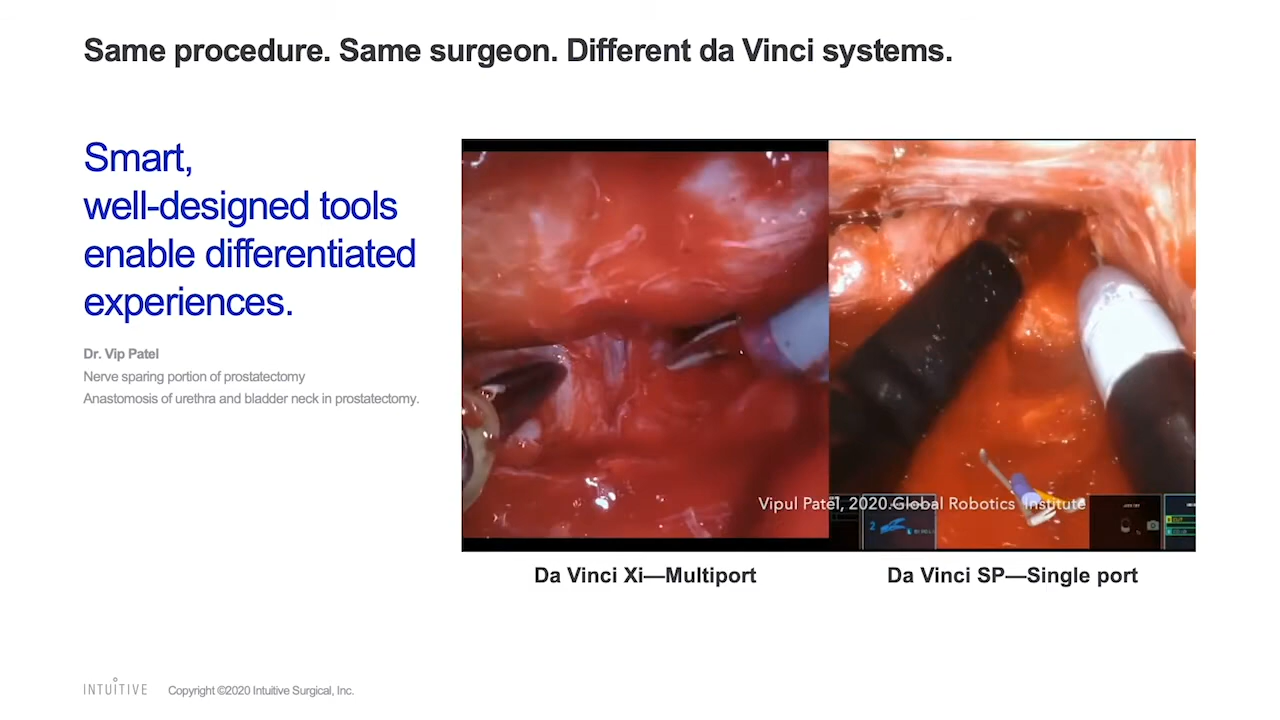 Same procedure. Same surgeon. Different da Vinci systems.
Smart,
well-designed tools
enable differentiated
experiences.
Dr. Vip Patel
Nerve sparing portion of prostatectomy
Anastomosis of urethra and bladder neck in prostatectomy.
Vipul Patel, 2020.Global Robotics Institute
2
Da Vinci Xi—Multiport
Da Vinci SP—Single port
INTUITIVE
Copyright ©2020 Intuitive Surgical, Inc.